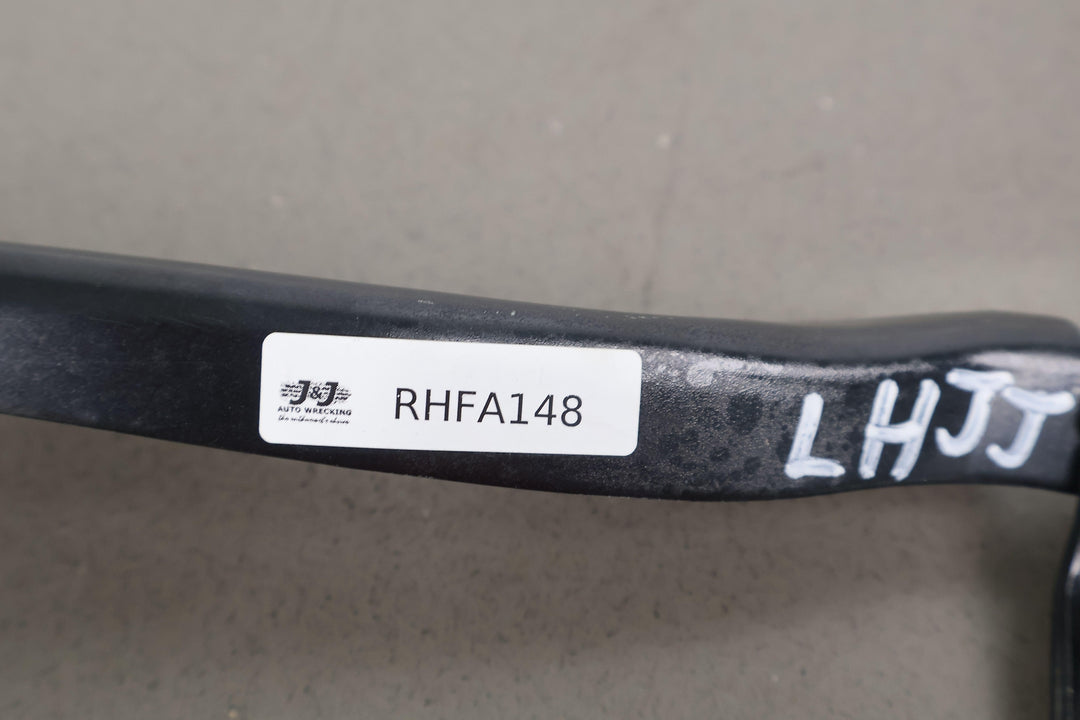 J&J
AUTO WRECKING
RHFA148
LHJJ